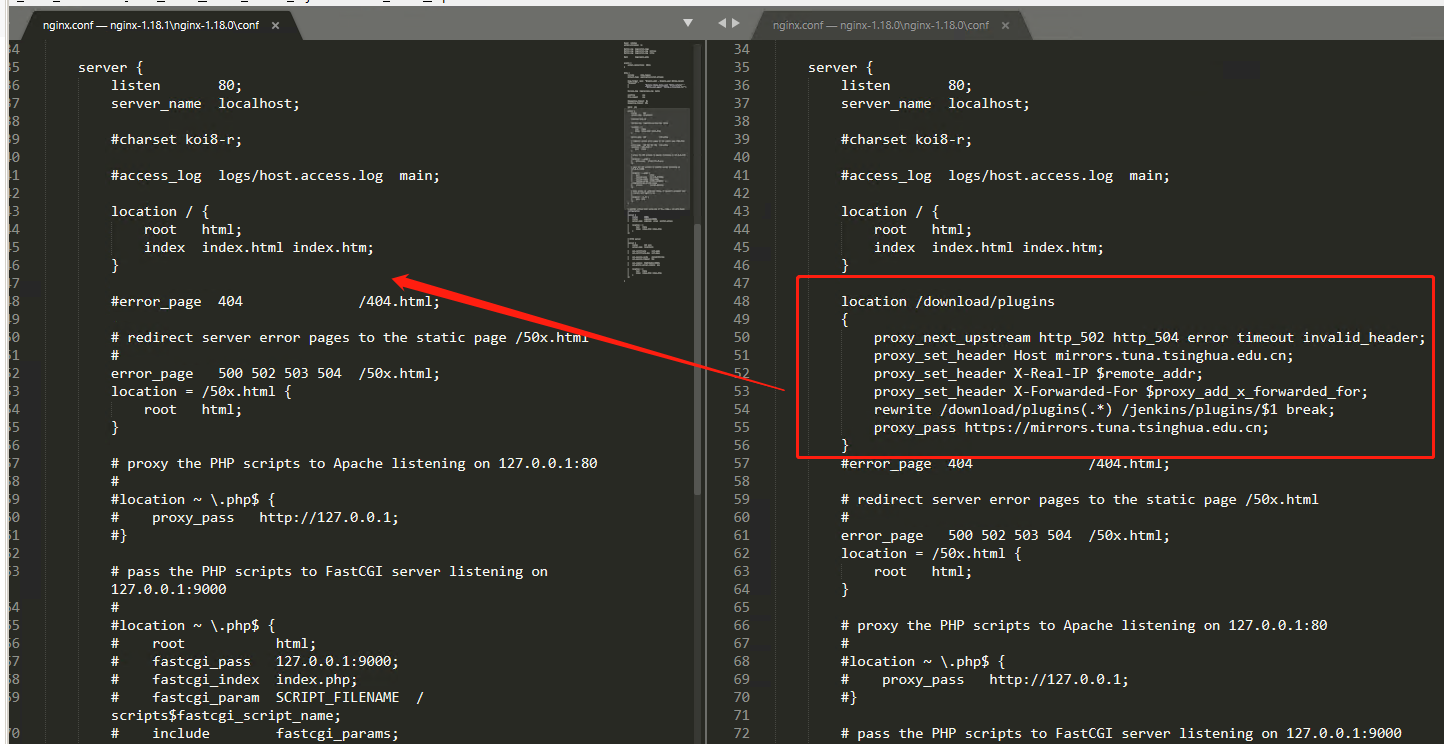 nginx.conf — nginx-1.18.1\nginx-1.18.0\conf ×
34
35 server {
36 listen 80;
37 server_name localhost;
38
39 #charset koi8-r;
40
41 #access_log logs/host.access.log main;
42
43 location / {
44 root html;
45 index index.html index.htm;
46 }
47
48 #error_page 404 /404.html;
49
50 # redirect server error pages to the static page /50x.html
51 #
52 error_page 500 502 503 504 /50x.html;
53 location = /50x.html {
54 root html;
55 }
56
57 # proxy the PHP scripts to Apache listening on 127.0.0.1:80
58 #
59 #location ~ \.php$ {
60 # proxy_pass http://127.0.0.1;
61 #}
62
63 # pass the PHP scripts to FastCGI server listening on
127.0.0.1:9000
64 #
65 #location ~ \.php$ {
66 # root html;
67 # fastcgi_pass 127.0.0.1:9000;
68 # fastcgi_index index.php;
69 # fastcgi_param SCRIPT_FILENAME /
scripts$fastcgi_script_name;
70 # include fastcgi_params;
nginx.conf — nginx-1.18.0\nginx-1.18.0\conf ×
34
35 server {
36 listen 80;
37 server_name localhost;
38
39 #charset koi8-r;
40
41 #access_log logs/host.access.log main;
42
43 location / {
44 root html;
45 index index.html index.htm;
46 }
47
48 location /download/plugins
49 {
50 proxy_next_upstream http_502 http_504 error timeout invalid_header;
51 proxy_set_header Host mirrors.tuna.tsinghua.edu.cn;
52 proxy_set_header X-Real-IP $remote_addr;
53 proxy_set_header X-Forwarded-For $proxy_add_x_forwarded_for;
54 rewrite /download/plugins(.*) /jenkins/plugins/$1 break;
55 proxy_pass https://mirrors.tuna.tsinghua.edu.cn;
56 }
57 #error_page 404 /404.html;
58
59 # redirect server error pages to the static page /50x.html
60 #
61 error_page 500 502 503 504 /50x.html;
62 location = /50x.html {
63 root html;
64 }
65
66 # proxy the PHP scripts to Apache listening on 127.0.0.1:80
67 #
68 #location ~ \.php$ {
69 # proxy_pass http://127.0.0.1;
70 #}
71
72 # pass the PHP scripts to FastCGI server listening on 127.0.0.1:9000